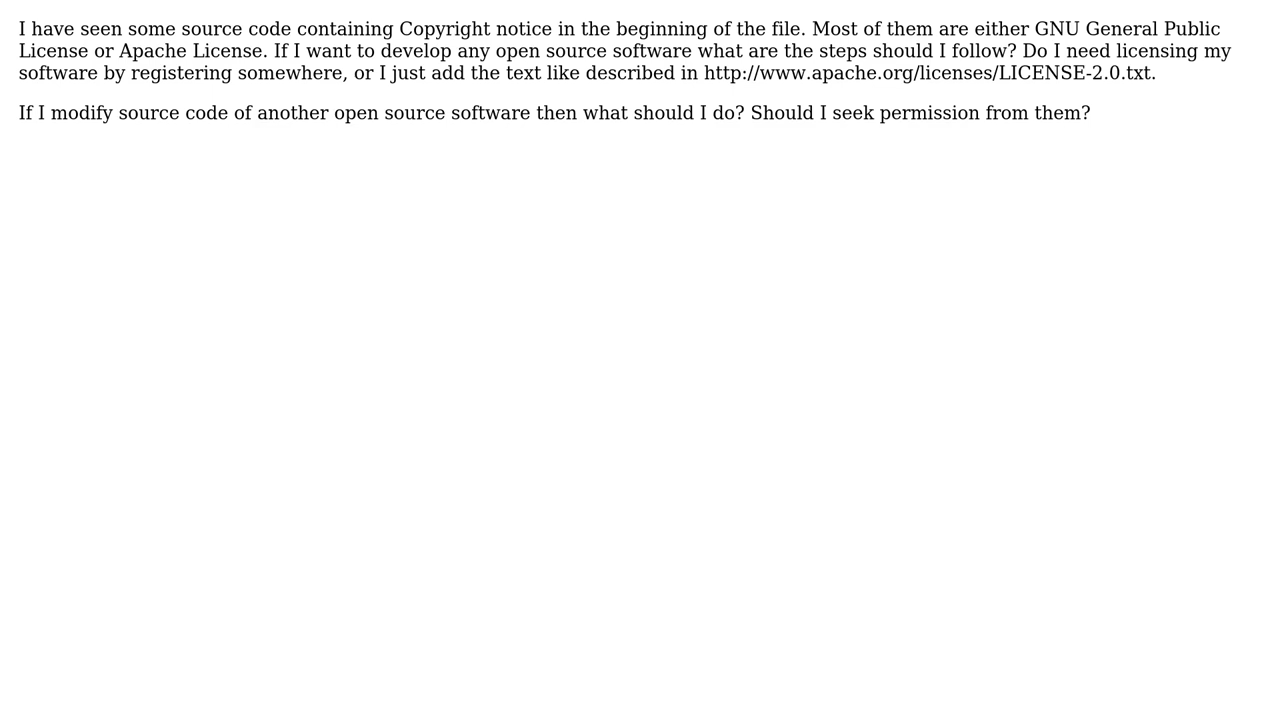 I have seen some source code containing Copyright notice in the beginning of the file. Most of them are either GNU General Public
License or Apache License. If I want to develop any open source software what are the steps should I follow? Do I need licensing my
software by registering somewhere, or I just add the text like described in http://www.apache.org/licenses/LICENSE-2.0.txt.
If I modify source code of another open source software then what should I do? Should I seek permission from them?